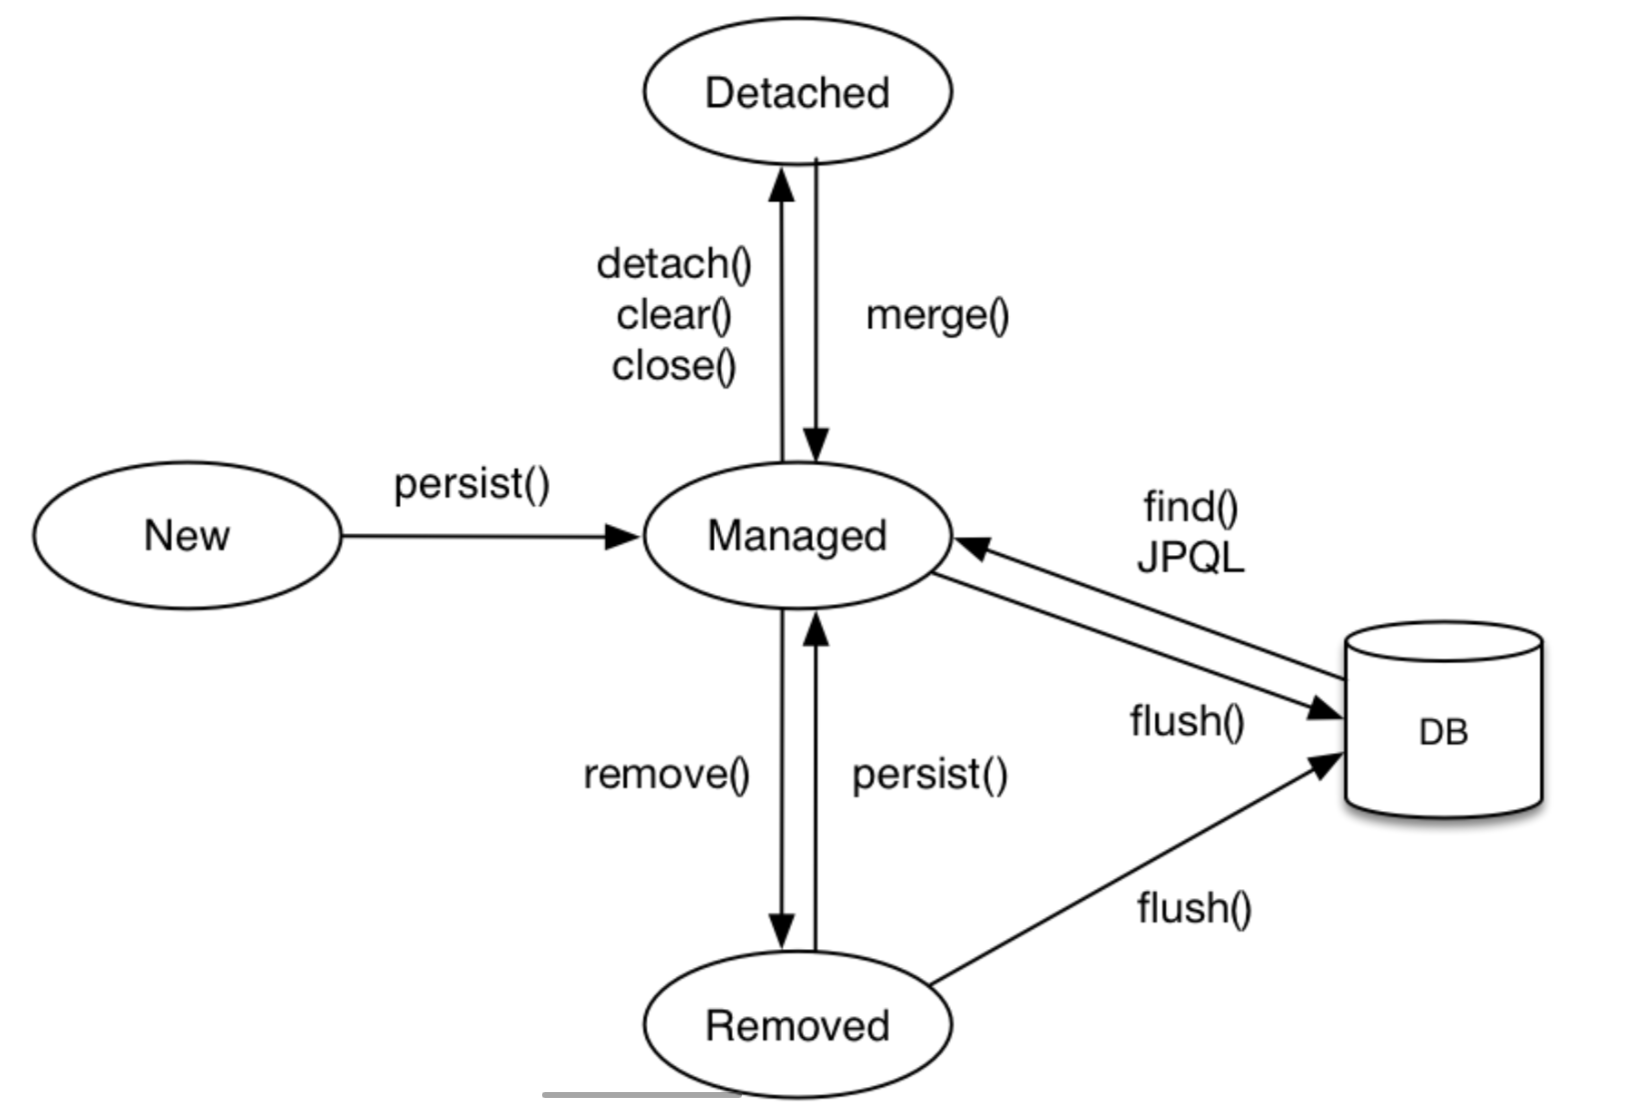 Detached
detach()
clear()
close()
merge()
New
persist()
Managed
find()
JPQL
flush()
DB
remove()
persist()
flush()
Removed